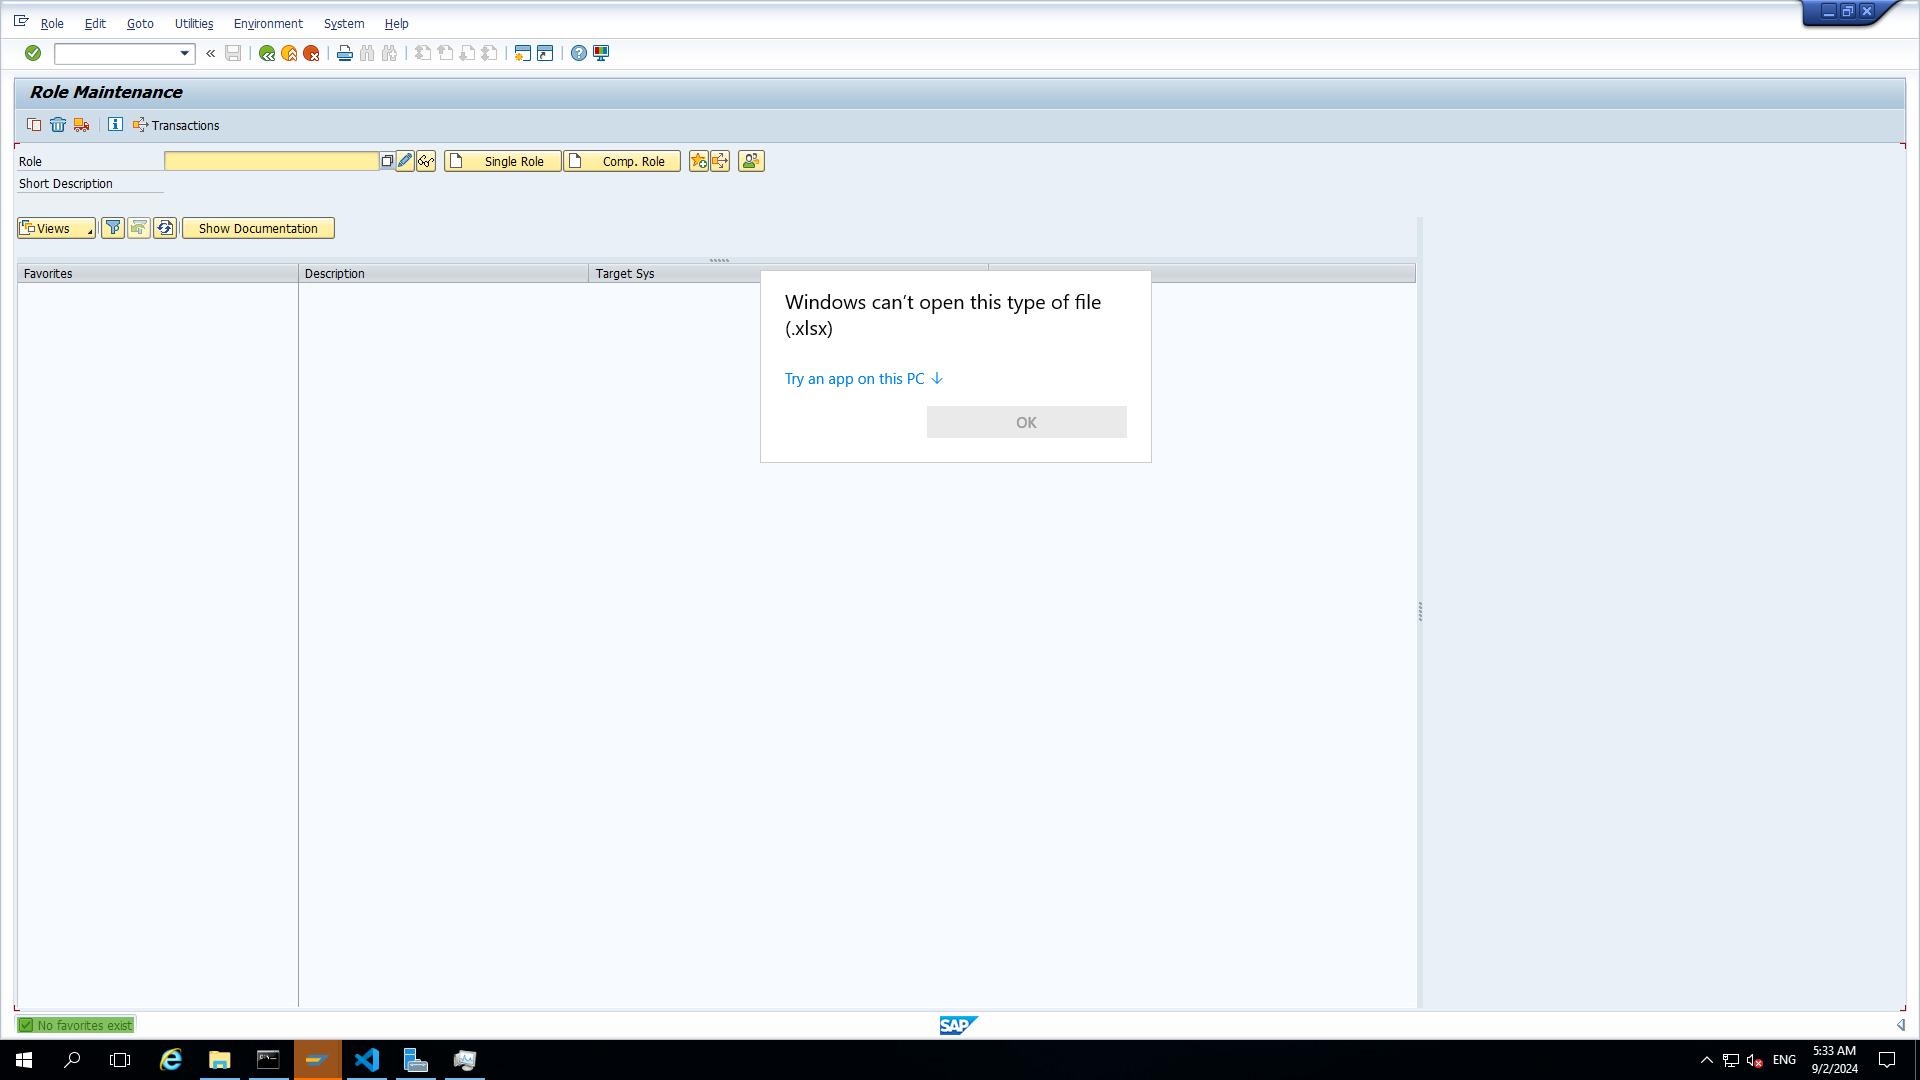 Role Edit Goto Utilities Environment System Help
Role Maintenance
Transactions
Role Single Role Comp. Role
Short Description
Views Show Documentation
Favorites Description Target Sys
Windows can't open this type of file
(.xlsx)
Try an app on this PC
OK
No favorites exist
SAP
ENG
5:33 AM
9/2/2024